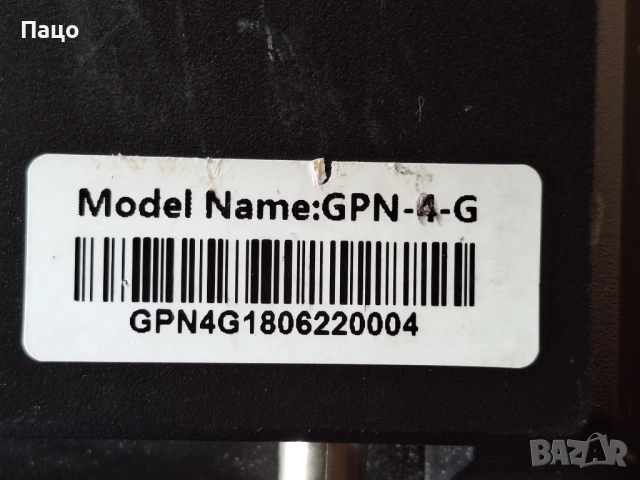 Пацо
Model Name:GPN-4-G
GPN4G1806220004
BAZAR